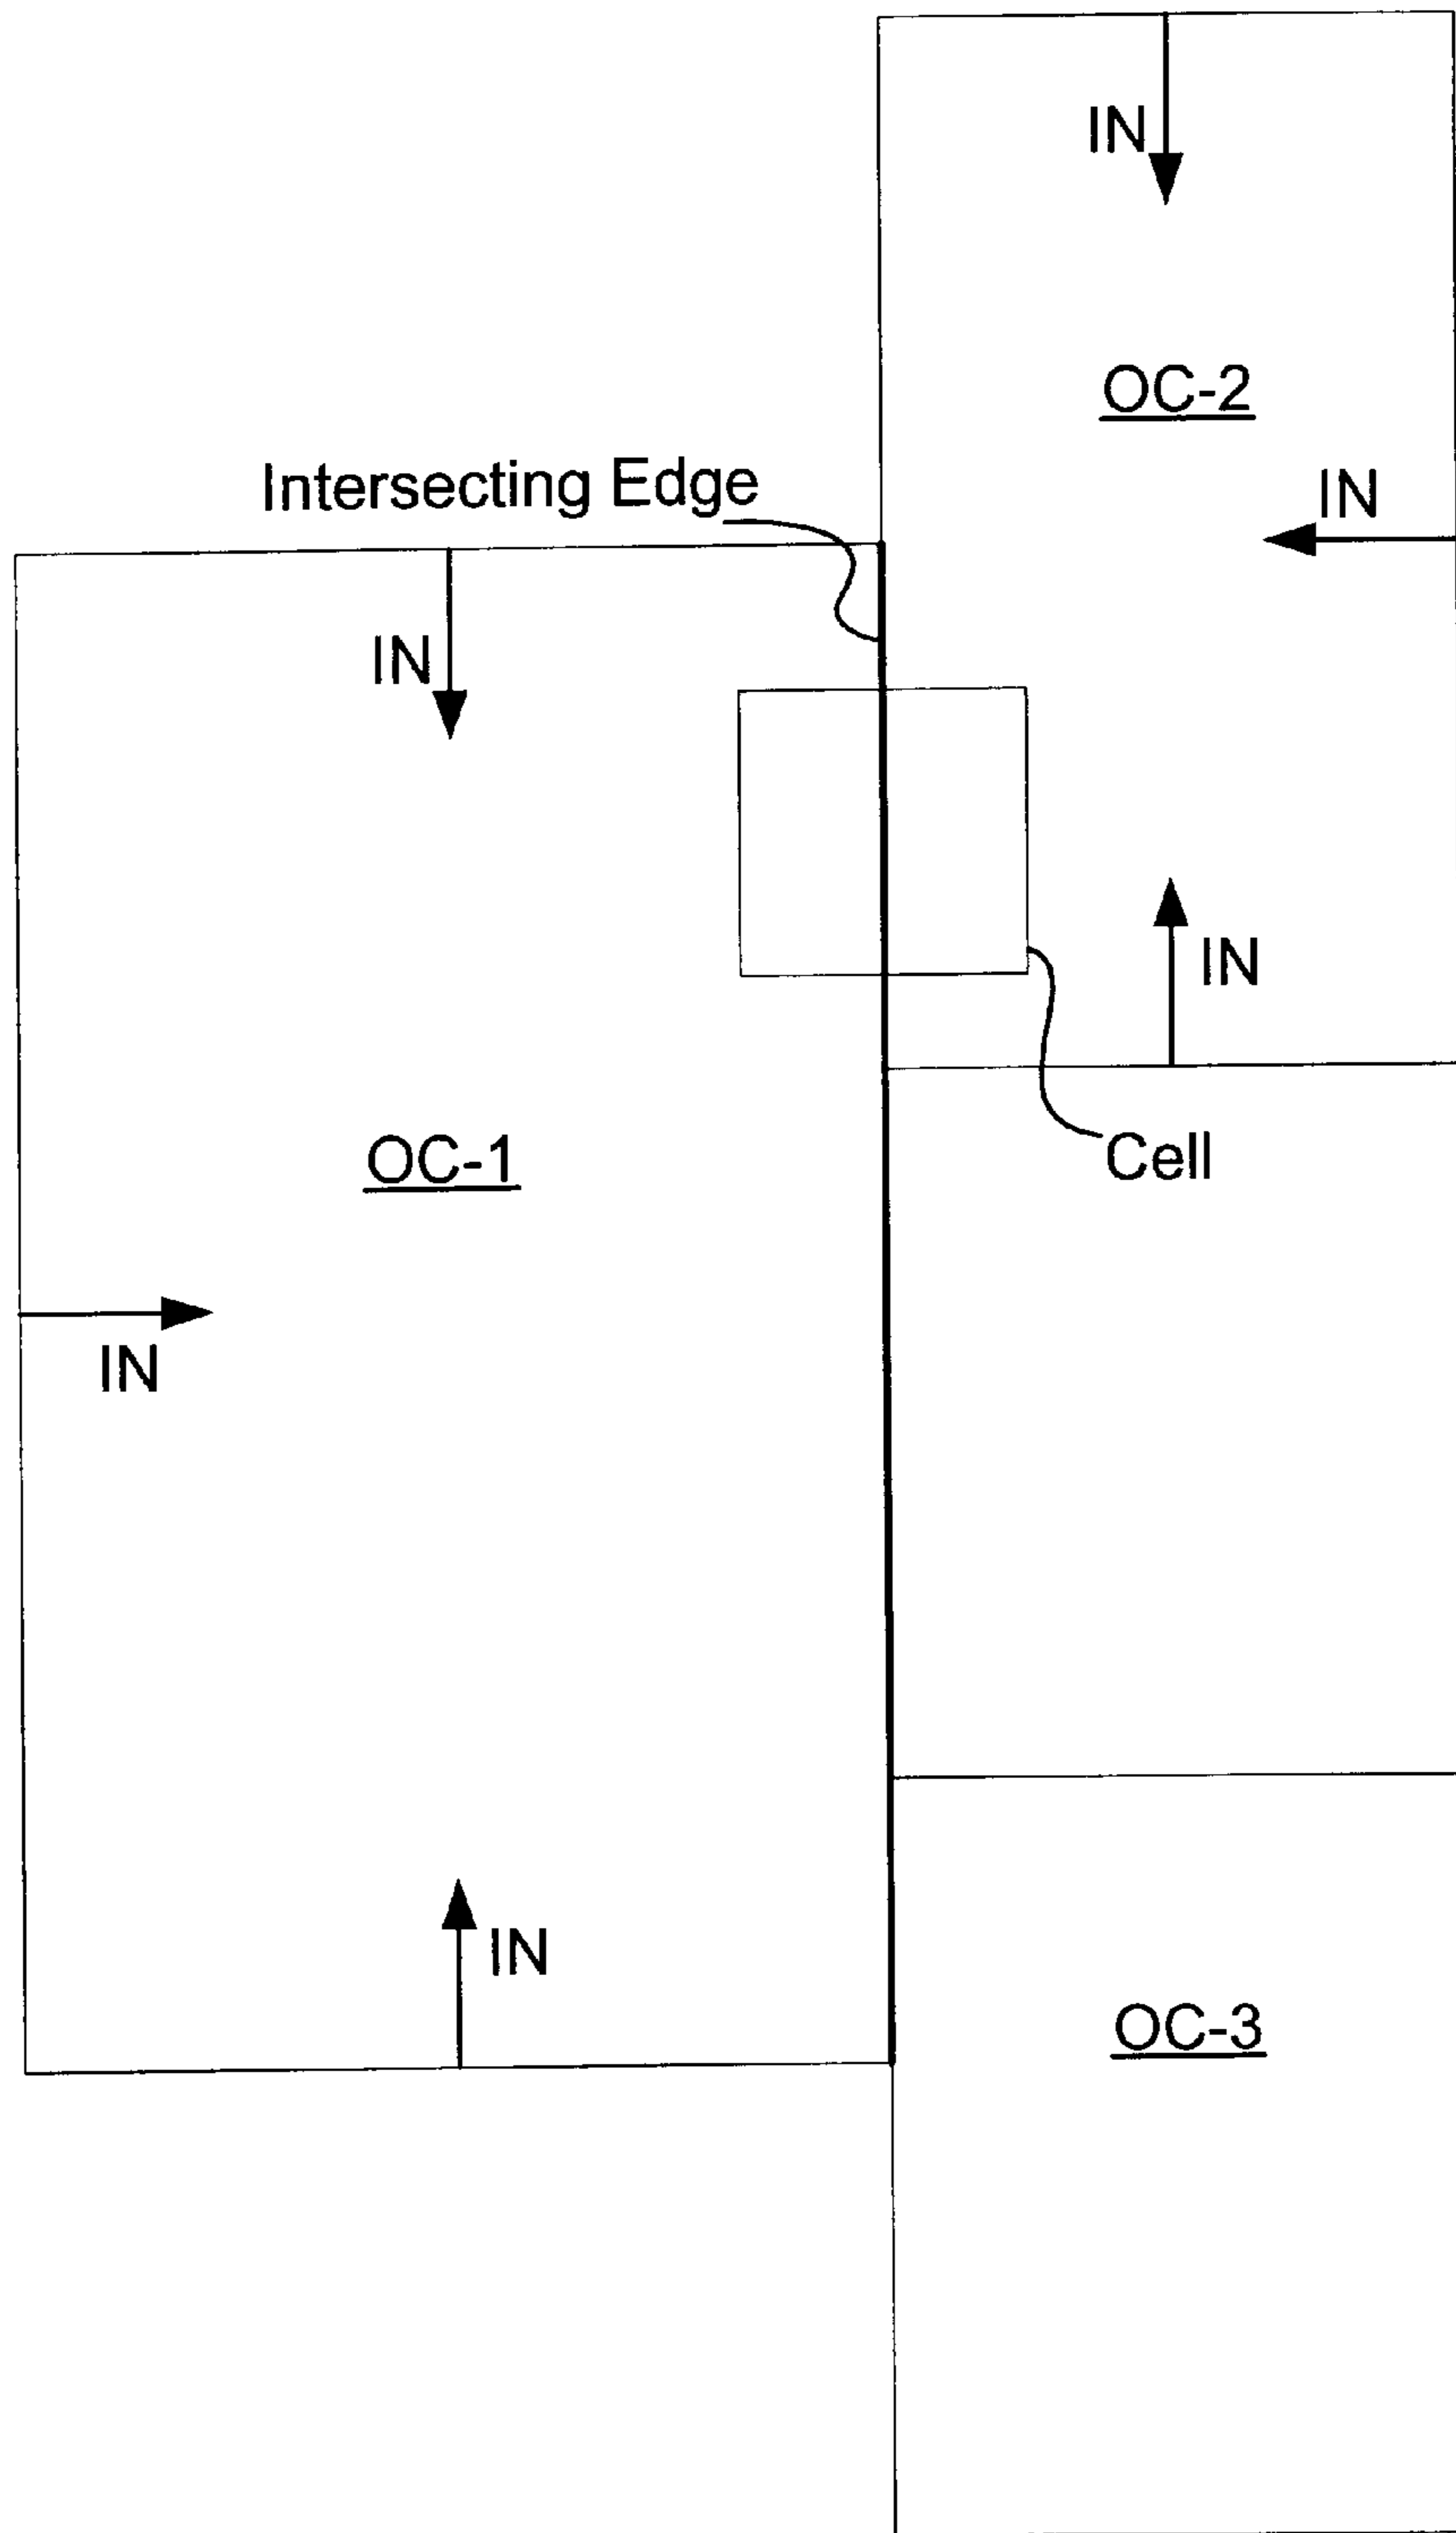 IN
OC-2
Intersecting Edge
IN
IN
IN
OC-1
Cell
IN
IN
OC-3